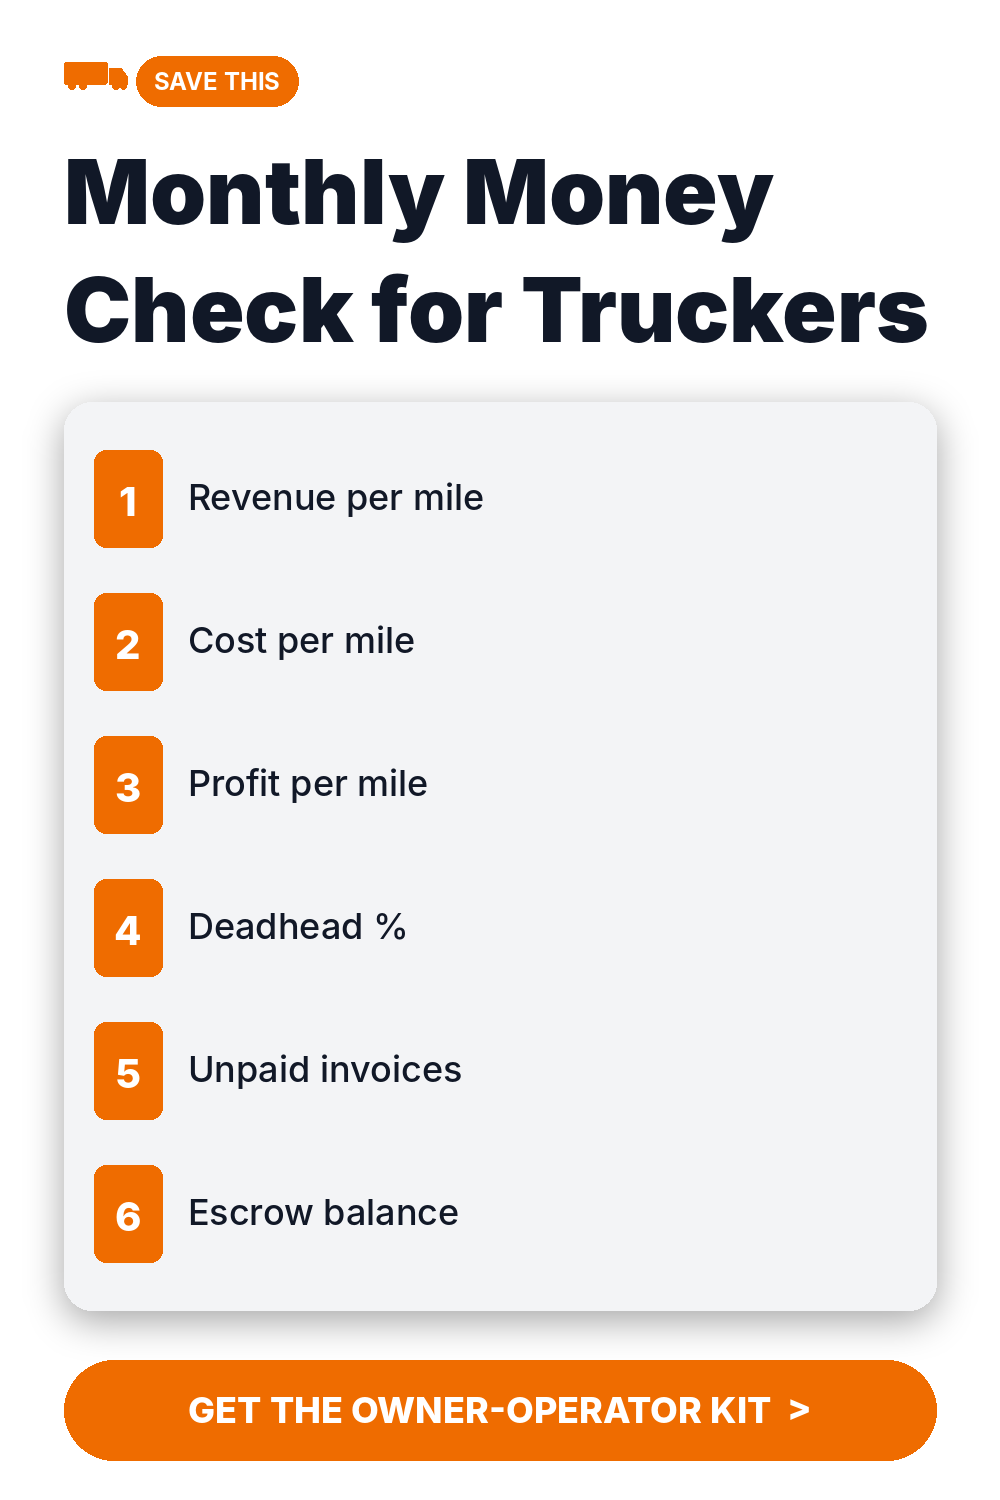 SAVE THIS
Monthly Money
Check for Truckers
1 Revenue per mile
2 Cost per mile
3 Profit per mile
4 Deadhead %
5 Unpaid invoices
6 Escrow balance
GET THE OWNER-OPERATOR KIT >